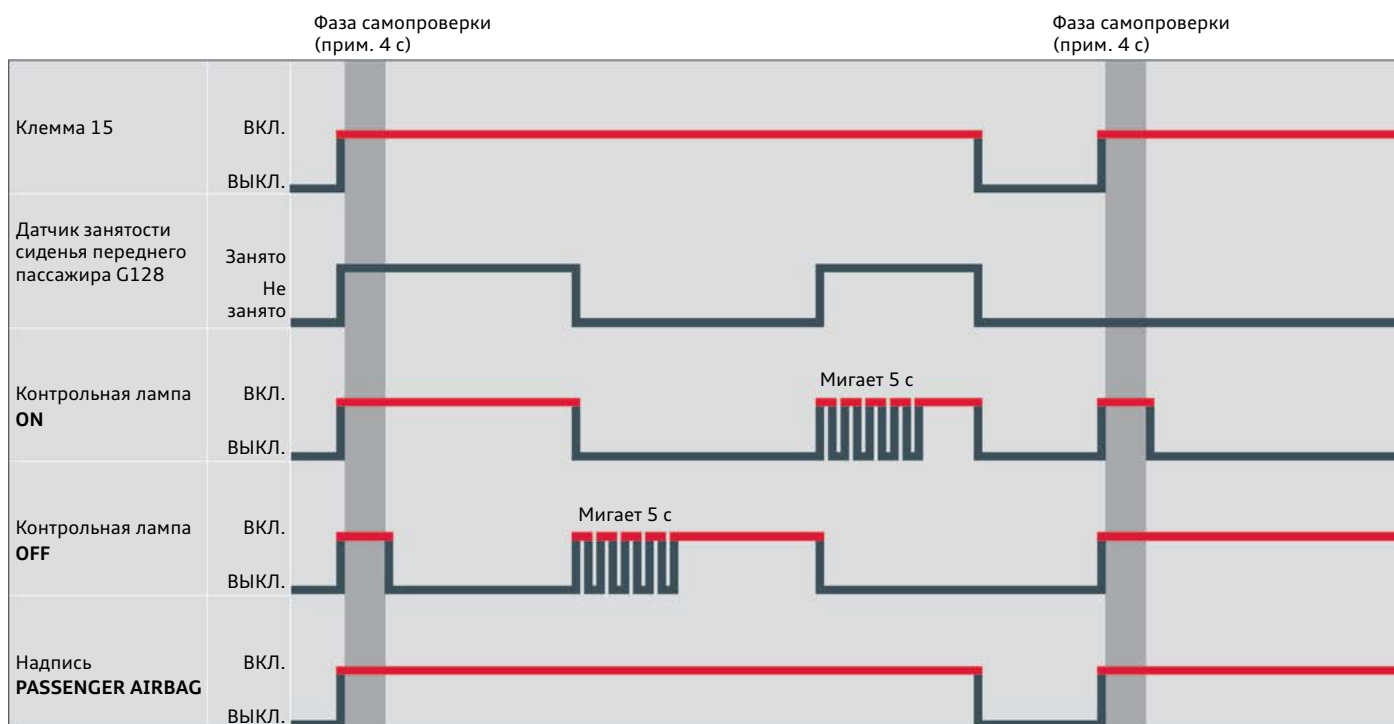 Фаза самопроверки
(прим. 4 с)
Фаза самопроверки
(прим. 4 с)
Клемма 15
ВКЛ.
ВЫКЛ.
Датчик занятости
сиденья переднего
пассажира G128
Занято
Не
занято
Контрольная лампа
ON
ВКЛ.
ВЫКЛ.
Мигает 5 с
Контрольная лампа
OFF
ВКЛ.
ВЫКЛ.
Мигает 5 с
Надпись
PASSENGER AIRBAG
ВКЛ.
ВЫКЛ.